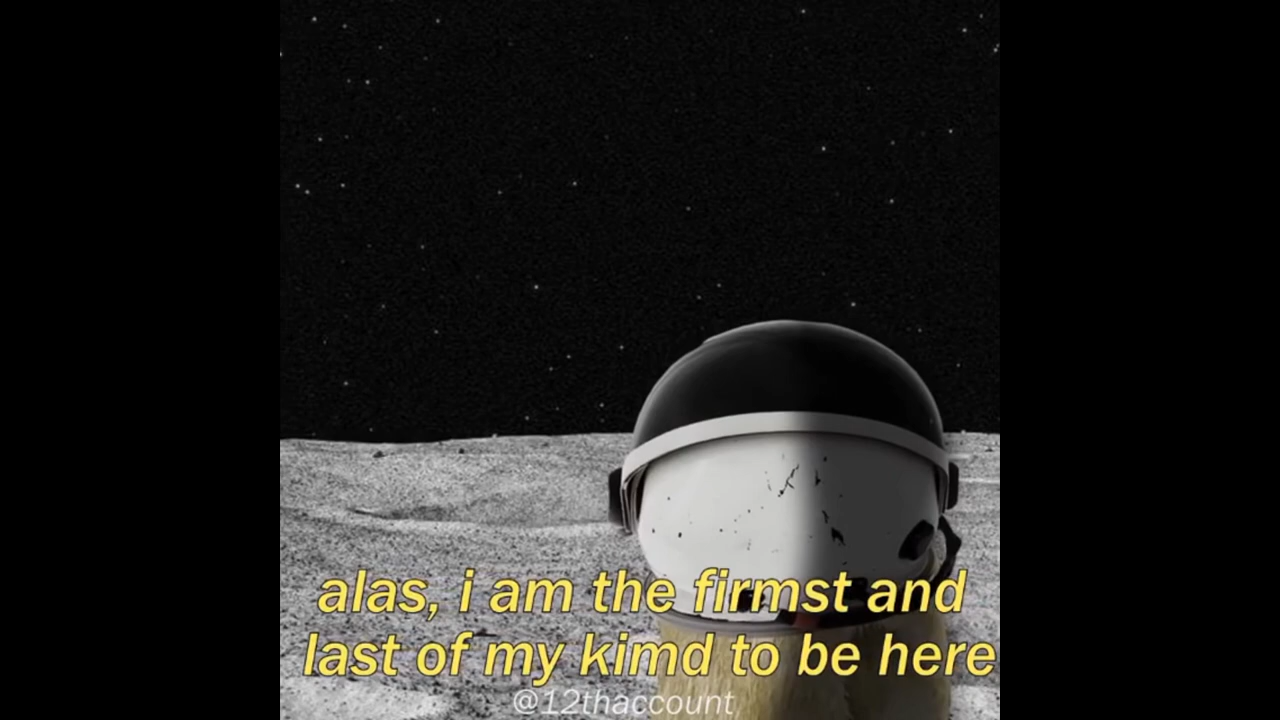 alas, i am the firmst and
last of my kimd to be here
@12thaccount